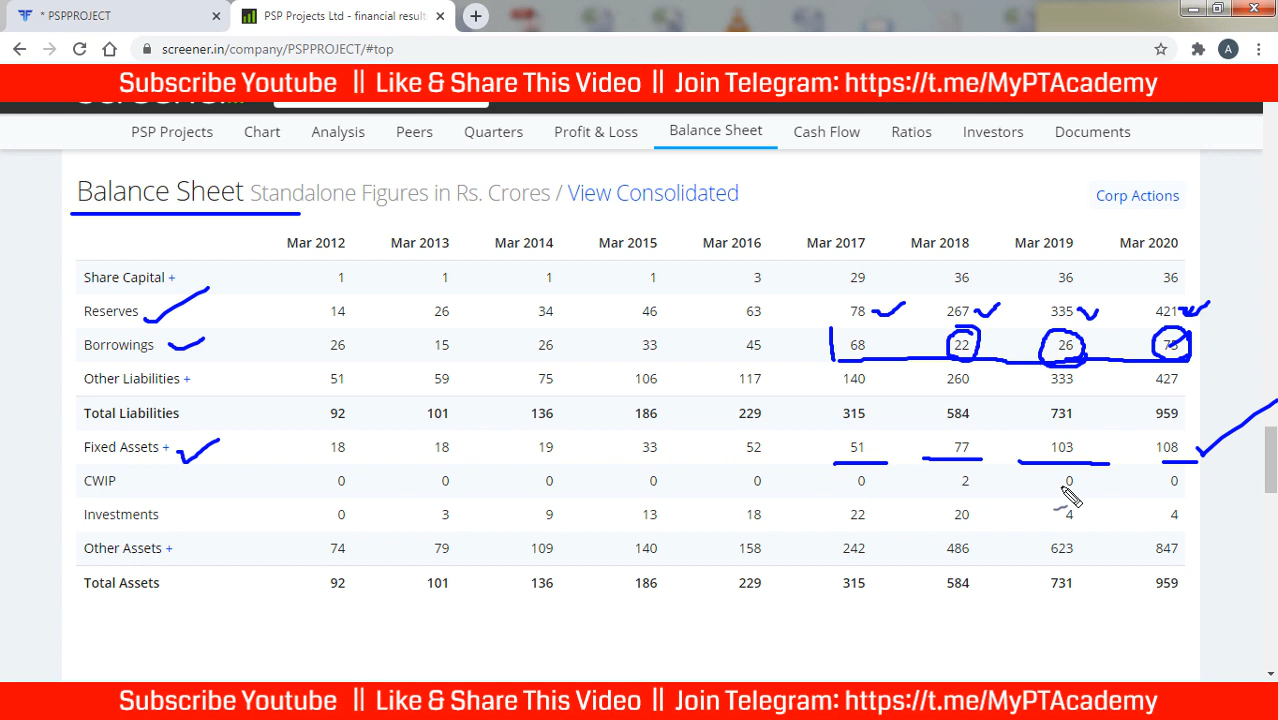 * PSPPROJECT
PSP Projects Ltd - financial result
screener.in/company/PSPPROJECT/#top
A
Subscribe Youtube || Like & Share This Video || Join Telegram: https://t.me/MyPTAcademy
PSP Projects Chart Analysis Peers Quarters Profit & Loss Balance Sheet Cash Flow Ratios Investors Documents
Balance Sheet Standalone Figures in Rs. Crores / View Consolidated
Corp Actions
Mar 2012 Mar 2013 Mar 2014 Mar 2015 Mar 2016 Mar 2017 Mar 2018 Mar 2019 Mar 2020
Share Capital + 1 1 1 1 3 29 36 36 36
Reserves 14 26 34 46 63 78 267 335 421
Borrowings 26 15 26 33 45 68 22 26
Other Liabilities + 51 59 75 106 117 140 260 333 427
Total Liabilities 92 101 136 186 229 315 584 731 959
Fixed Assets + 18 18 19 33 52 51 77 103 108
CWIP 0 0 0 0 0 0 2 0 0
Investments 0 3 9 13 18 22 20 4 4
Other Assets + 74 79 109 140 158 242 486 623 847
Total Assets 92 101 136 186 229 315 584 731 959
Subscribe Youtube || Like & Share This Video || Join Telegram: https://t.me/MyPTAcademy